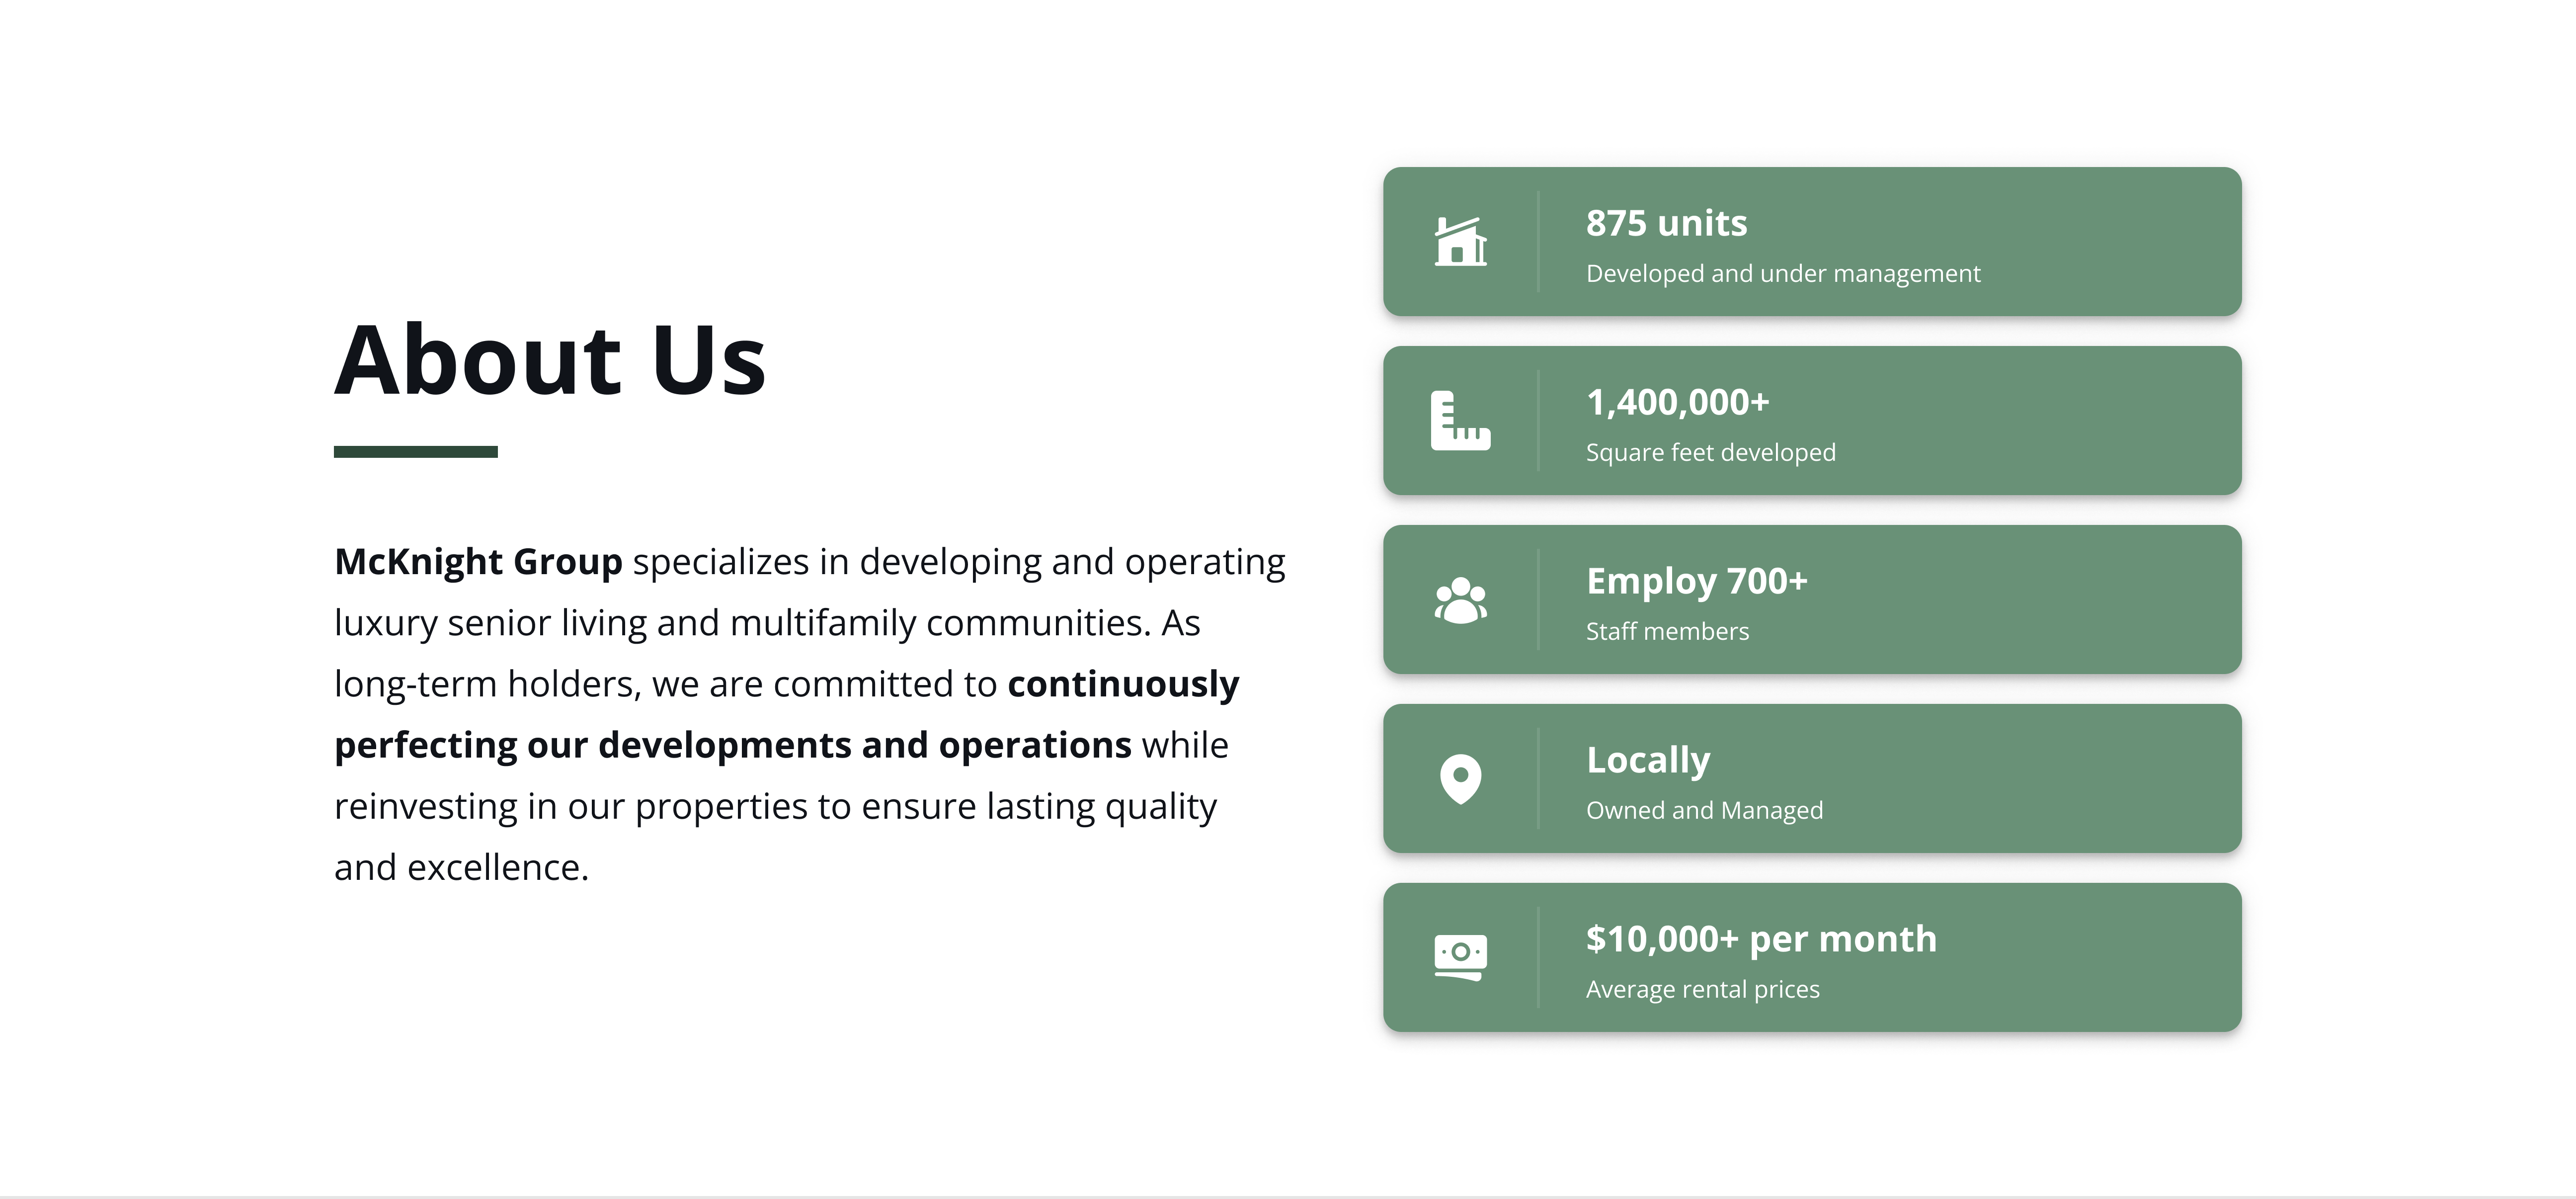 About Us
McKnight Group specializes in developing and operating
luxury senior living and multifamily communities. As
long-term holders, we are committed to continuously
perfecting our developments and operations while
reinvesting in our properties to ensure lasting quality
and excellence.
875 units
Developed and under management
1,400,000+
Square feet developed
Employ 700+
Staff members
Locally
Owned and Managed
$10,000+ per month
Average rental prices